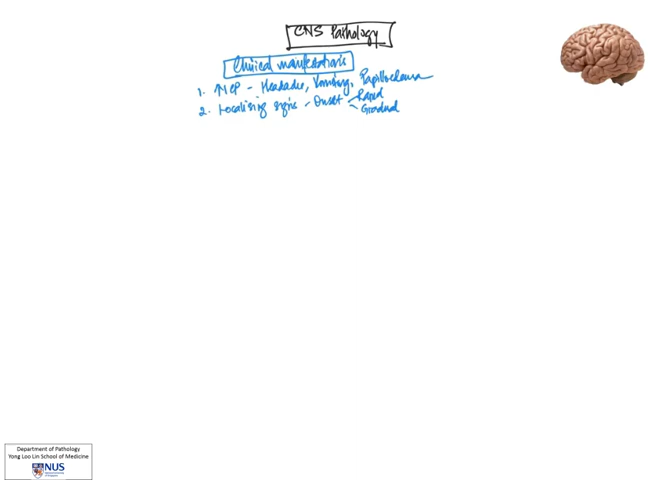 CNS Pathology
Clinical manifestations
1. ↑ICP - Headache, Vomiting, Papilloedema
2. Localising signs - Onset - Rapid
- Gradual
Department of Pathology
Yong Loo Lin School of Medicine
NUS